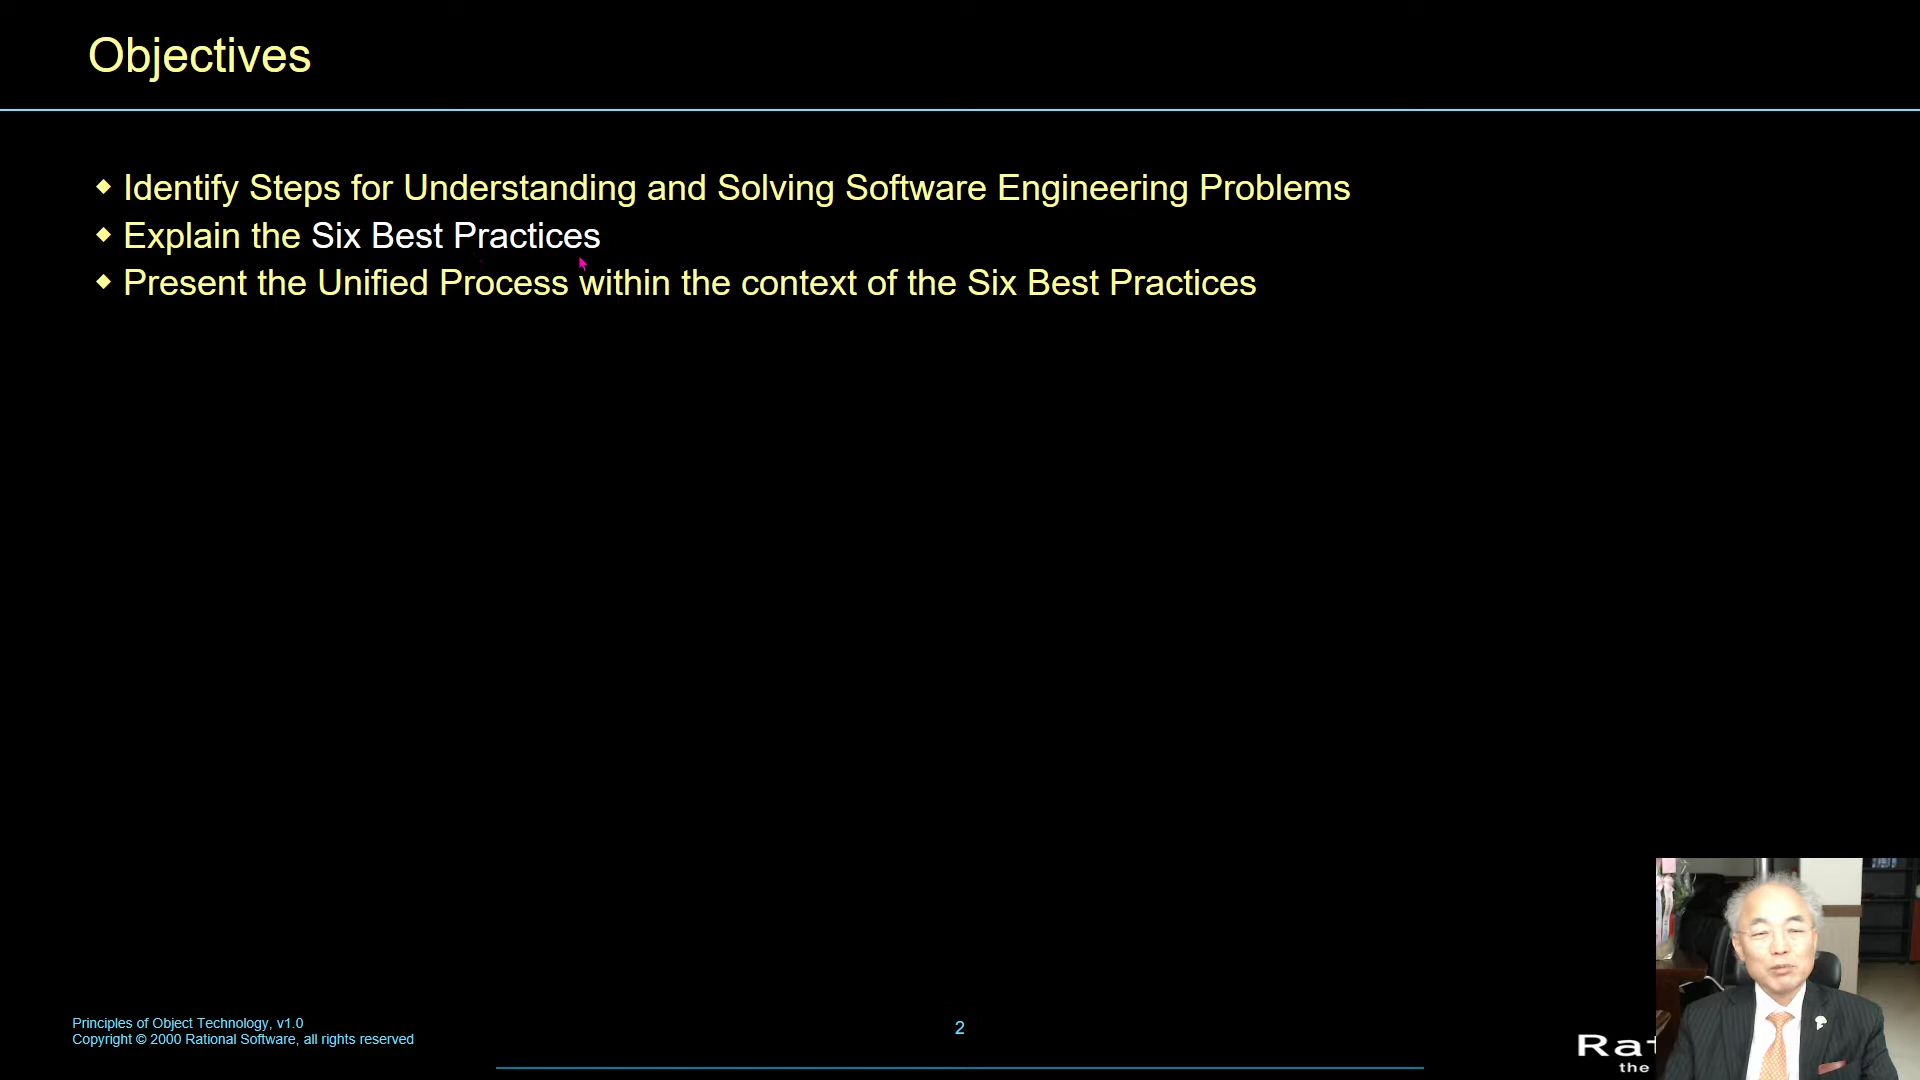 Objectives
◆ Identify Steps for Understanding and Solving Software Engineering Problems
◆ Explain the Six Best Practices
◆ Present the Unified Process within the context of the Six Best Practices
Principles of Object Technology, v1.0
Copyright © 2000 Rational Software, all rights reserved
2
the